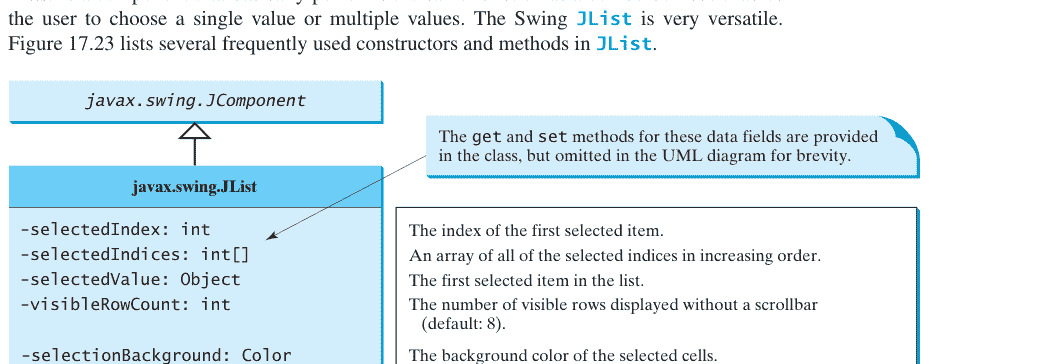 the user to choose a single value or multiple values. The Swing JList is very versatile.
Figure 17.23 lists several frequently used constructors and methods in JList.
javax.swing.JComponent
The get and set methods for these data fields are provided
in the class, but omitted in the UML diagram for brevity.
javax.swing.JList
-selectedIndex: int
The index of the first selected item.
-selectedIndices: int[]
An array of all of the selected indices in increasing order.
-selectedValue: Object
The first selected item in the list.
-visibleRowCount: int
The number of visible rows displayed without a scrollbar
(default: 8).
-selectionBackground: Color
The background color of the selected cells.